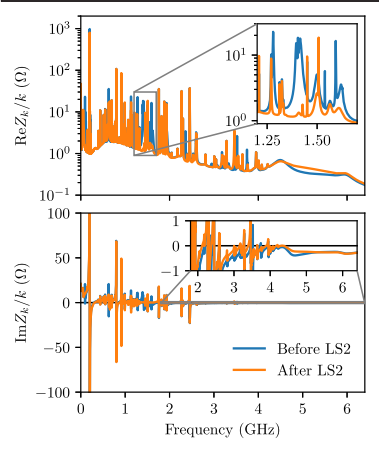 10³
10²
10¹
10⁰
10⁻¹
ReZₖ/k (Ω)
10¹
10⁰
1.25 1.50
100
50
0
−50
−100
ImZₖ/k (Ω)
1
0
−1
2 3 4 5 6
Before LS2
After LS2
0 1 2 3 4 5 6
Frequency (GHz)